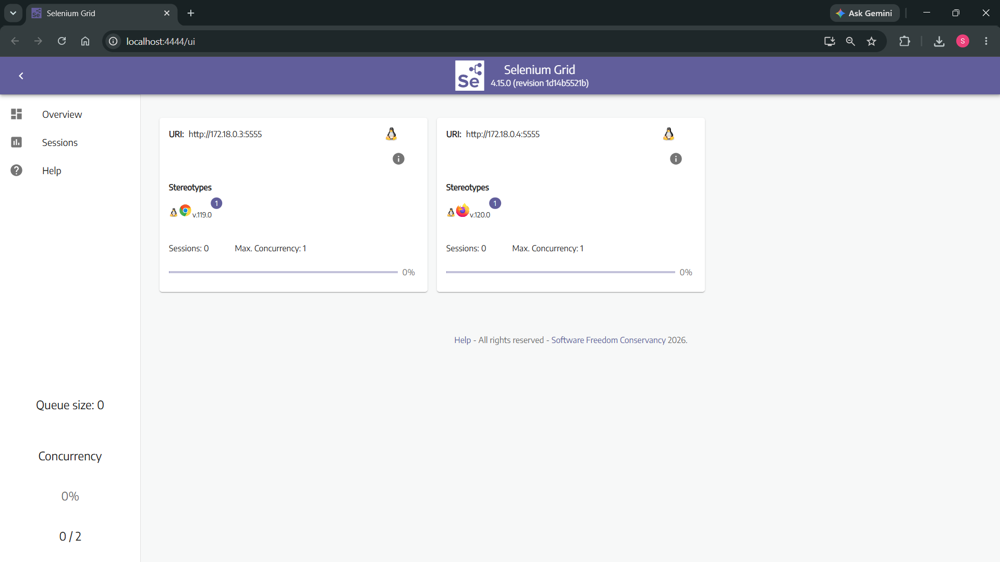 Selenium Grid
Ask Gemini
localhost:4444/ui
S
Se
Selenium Grid
4.15.0 (revision 1d14b5521b)
Overview
Sessions
Help
Queue size: 0
Concurrency
0%
0 / 2
URI: http://172.18.0.3:5555
Stereotypes
1
v.119.0
Sessions: 0 Max. Concurrency: 1
0%
URI: http://172.18.0.4:5555
Stereotypes
1
v.120.0
Sessions: 0 Max. Concurrency: 1
0%
Help - All rights reserved - Software Freedom Conservancy 2026.